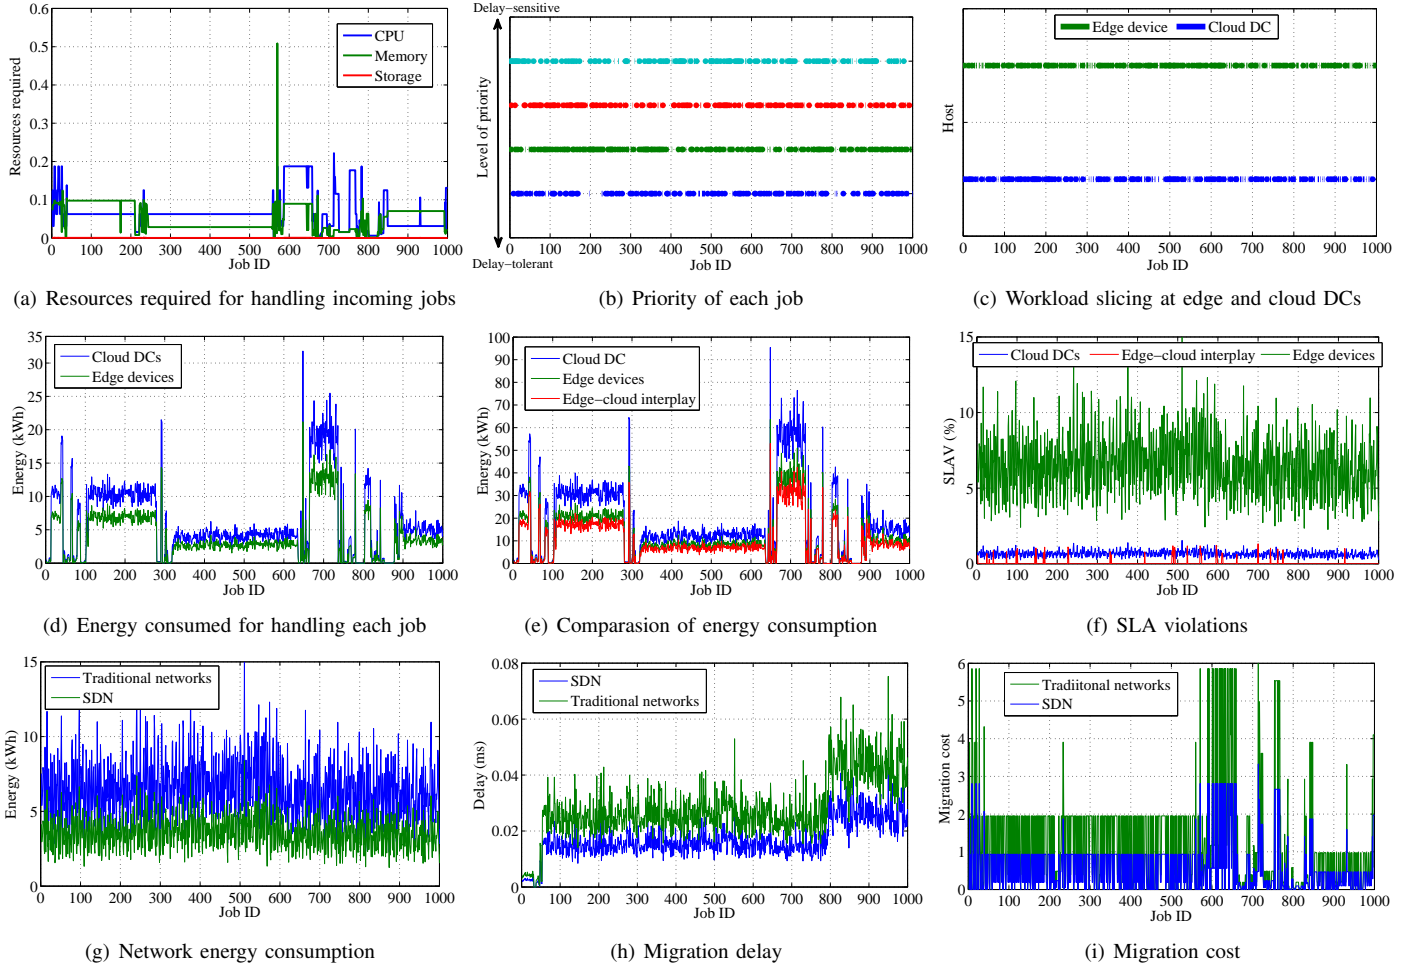 0.6
0.5
0.4
0.3
0.2
0.1
0
Resources required
CPU
Memory
Storage
0 100 200 300 400 500 600 700 800 900 1000
Job ID
(a) Resources required for handling incoming jobs
Delay−sensitive
Level of priority
Delay−tolerant
0 100 200 300 400 500 600 700 800 900 1000
Job ID
(b) Priority of each job
Edge device Cloud DC
Host
0 100 200 300 400 500 600 700 800 900 1000
Job ID
(c) Workload slicing at edge and cloud DCs
35
30
25
20
15
10
5
0
Energy (kWh)
Cloud DCs
Edge devices
0 100 200 300 400 500 600 700 800 900 1000
Job ID
(d) Energy consumed for handling each job
100
90
80
70
60
50
40
30
20
10
0
Energy (kWh)
Cloud DC
Edge devices
Edge−cloud interplay
0 100 200 300 400 500 600 700 800 900 1000
Job ID
(e) Comparasion of energy consumption
15
10
5
0
SLAV (%)
Cloud DCs Edge−cloud interplay Edge devices
0 100 200 300 400 500 600 700 800 900 1000
Job ID
(f) SLA violations
15
10
5
0
Energy (kWh)
Traditional networks
SDN
0 100 200 300 400 500 600 700 800 900 1000
Job ID
(g) Network energy consumption
0.08
0.06
0.04
0.02
0
Delay (ms)
SDN
Traditional networks
0 100 200 300 400 500 600 700 800 900 1000
Job ID
(h) Migration delay
6
5
4
3
2
1
0
Migration cost
Tradiitonal networks
SDN
0 100 200 300 400 500 600 700 800 900 1000
Job ID
(i) Migration cost